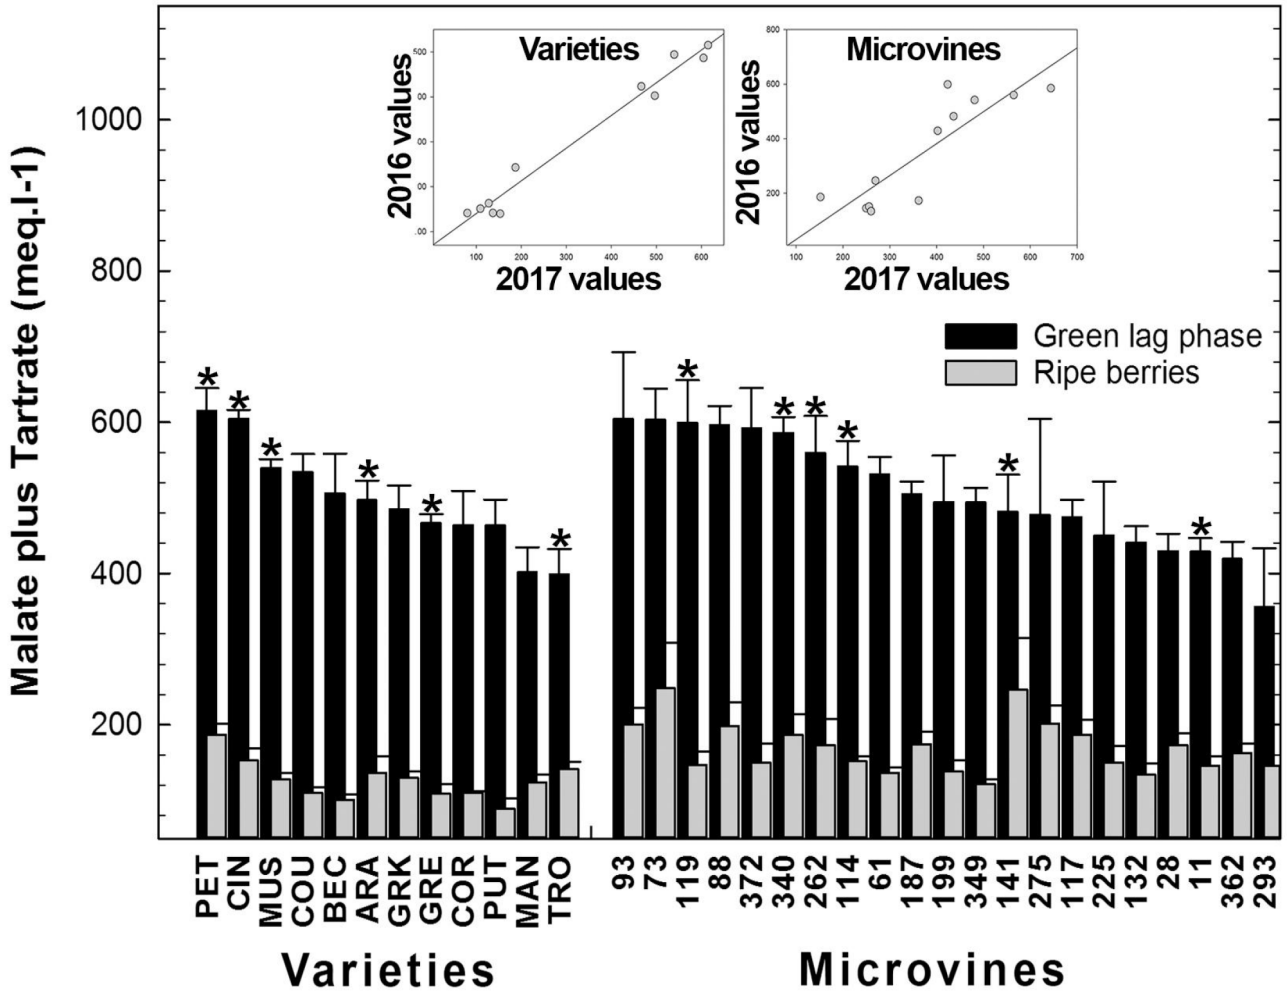 Malate plus Tartrate (meq.l-1)
1000
800
600
400
200
Varieties
2016 values
500
00
00
00
.00
100 200 300 400 500 600
2017 values
Microvines
2016 values
800
600
400
200
100 200 300 400 500 600 700
2017 values
Green lag phase
Ripe berries
* * * * * *
* * * * * *
PET CIN MUS COU BEC ARA GRK GRE COR PUT MAN TRO
93 73 119 88 372 340 262 114 61 187 199 349 141 275 117 225 132 28 11 362 293
Varieties
Microvines